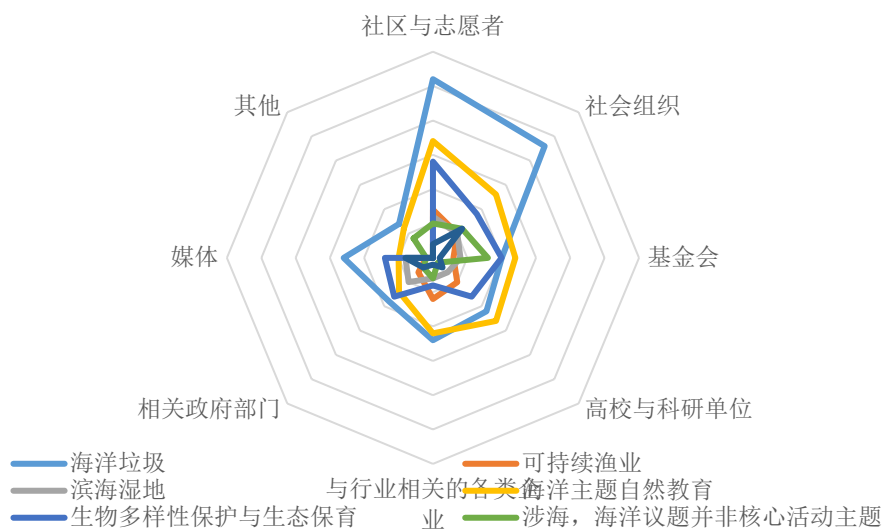 社区与志愿者
其他
社会组织
媒体
基金会
相关政府部门
高校与科研单位
与行业相关的各类企
业
海洋垃圾
可持续渔业
滨海湿地
海洋主题自然教育
生物多样性保护与生态保育
涉海，海洋议题并非核心活动主题